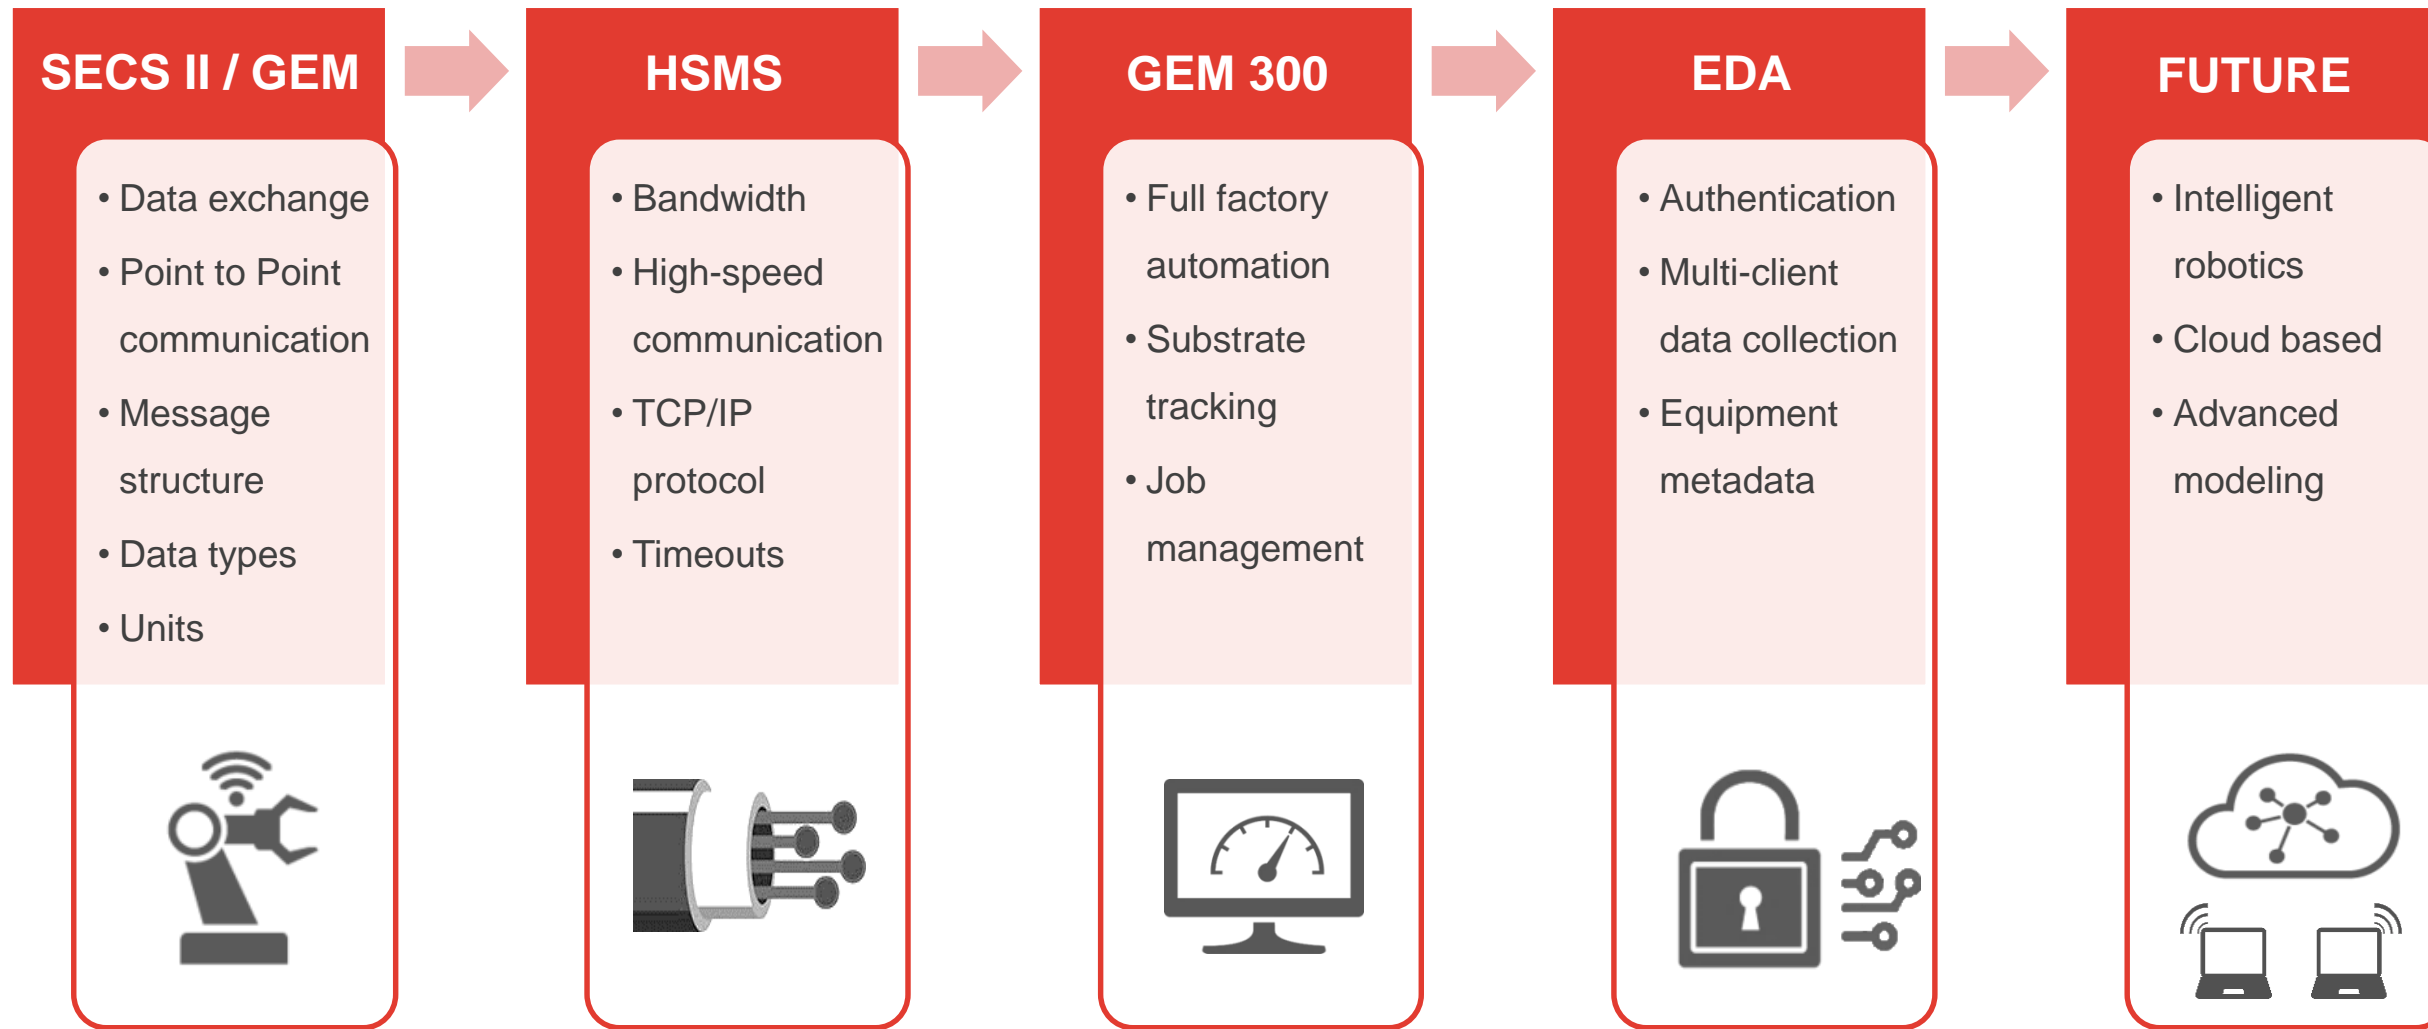 SECS II / GEM
• Data exchange
• Point to Point
communication
• Message
structure
• Data types
• Units
HSMS
• Bandwidth
• High-speed
communication
• TCP/IP
protocol
• Timeouts
GEM 300
• Full factory
automation
• Substrate
tracking
• Job
management
EDA
• Authentication
• Multi-client
data collection
• Equipment
metadata
FUTURE
• Intelligent
robotics
• Cloud based
• Advanced
modeling